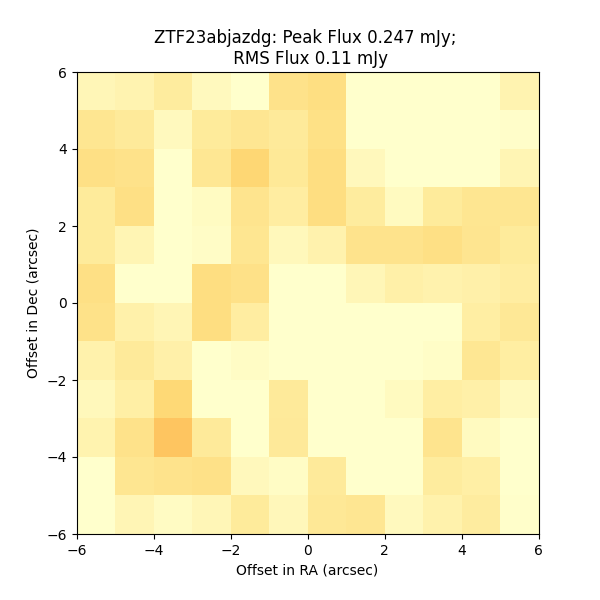 ZTF23abjazdg: Peak Flux 0.247 mJy;
RMS Flux 0.11 mJy
6
4
2
0
−2
−4
−6
Offset in Dec (arcsec)
−6 −4 −2 0 2 4 6
Offset in RA (arcsec)